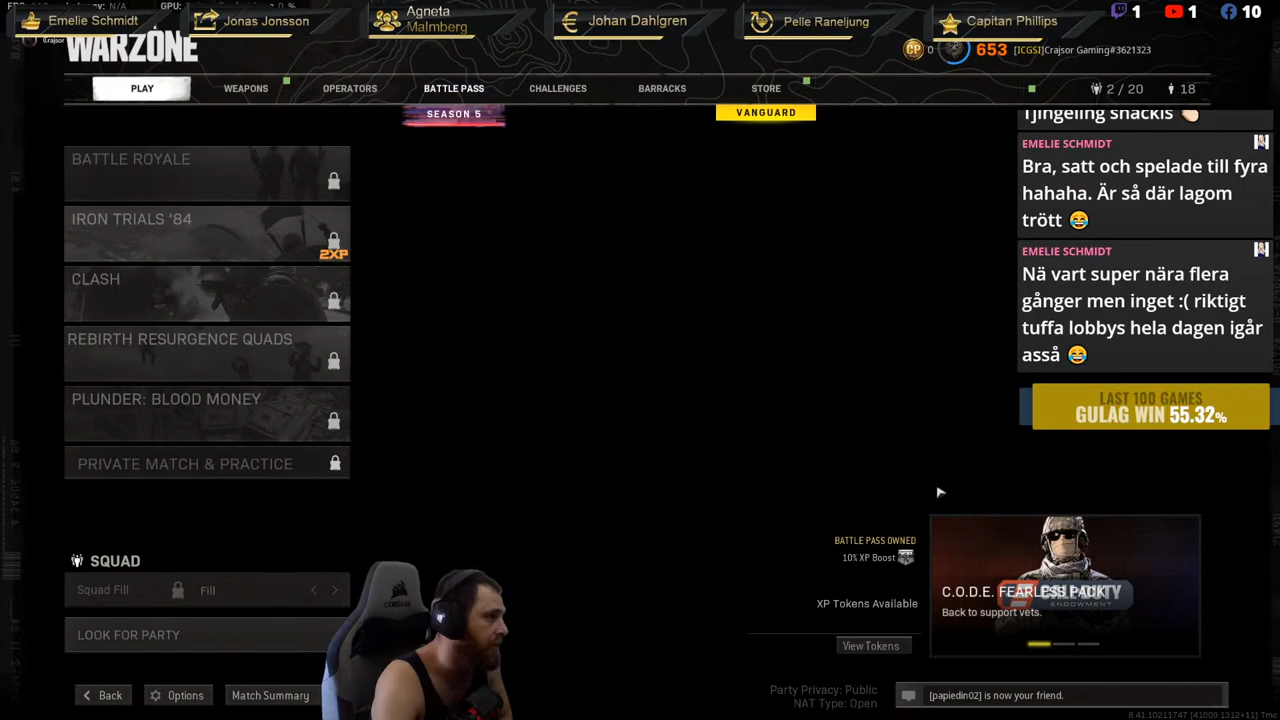 Emelie Schmidt
Jonas Jonsson
Agneta
Malmberg
Johan Dahlgren
Pelle Raneljung
Capitan Phillips
1
1
10
WARZONE
0
653
[ICGS]Crajsor Gaming#3621323
PLAY
WEAPONS
OPERATORS
BATTLE PASS
CHALLENGES
BARRACKS
STORE
2 / 20
18
SEASON 5
VANGUARD
Tjingeling snackis
EMELIE SCHMIDT
Bra, satt och spelade till fyra
hahaha. Är så där lagom
trött 😂
EMELIE SCHMIDT
Nä vart super nära flera
gånger men inget :( riktigt
tuffa lobbys hela dagen igår
asså 😂
LAST 100 GAMES
GULAG WIN 55.32%
BATTLE ROYALE
IRON TRIALS '84
2XP
CLASH
REBIRTH RESURGENCE QUADS
PLUNDER: BLOOD MONEY
PRIVATE MATCH & PRACTICE
SQUAD
Squad Fill
Fill
LOOK FOR PARTY
BATTLE PASS OWNED
10% XP Boost
XP Tokens Available
View Tokens
C.O.D.E. FEARLESS PACK
Back to support vets.
CALL OF DUTY
ENDOWMENT
CORSAIR
Back
Options
Match Summary
Party Privacy: Public
NAT Type: Open
[papiedin02] is now your friend.